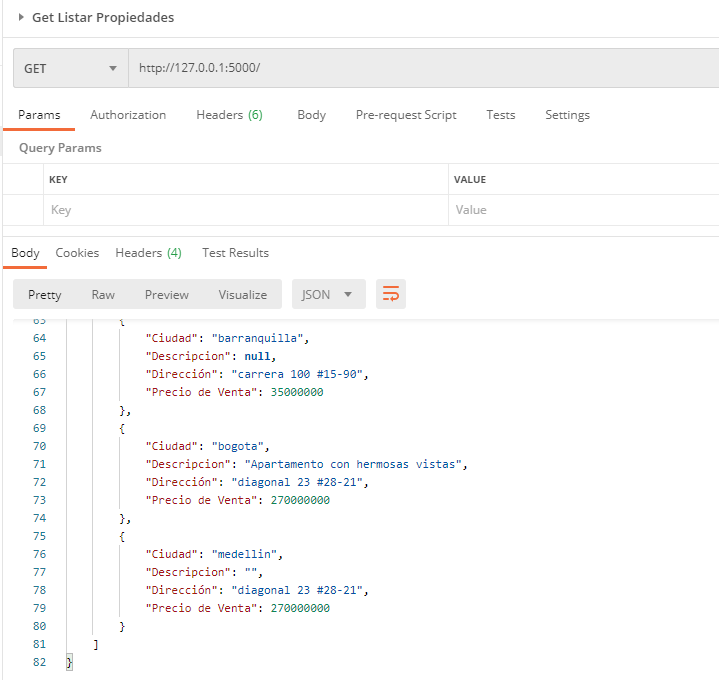 Get Listar Propiedades
GET http://127.0.0.1:5000/
Params Authorization Headers (6) Body Pre-request Script Tests Settings
Query Params
KEY VALUE
Key Value
Body Cookies Headers (4) Test Results
Pretty Raw Preview Visualize JSON
63 {
64 "Ciudad": "barranquilla",
65 "Descripcion": null,
66 "Dirección": "carrera 100 #15-90",
67 "Precio de Venta": 35000000
68 },
69 {
70 "Ciudad": "bogota",
71 "Descripcion": "Apartamento con hermosas vistas",
72 "Dirección": "diagonal 23 #28-21",
73 "Precio de Venta": 270000000
74 },
75 {
76 "Ciudad": "medellin",
77 "Descripcion": "",
78 "Dirección": "diagonal 23 #28-21",
79 "Precio de Venta": 270000000
80 }
81 ]
82 }